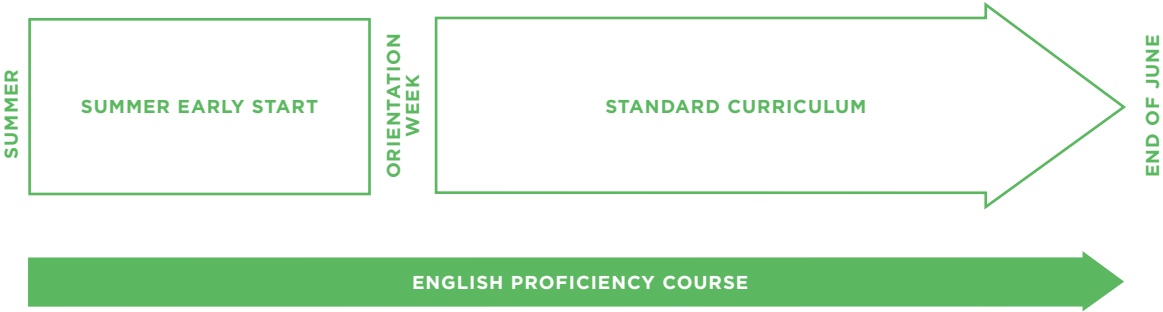 SUMMER
SUMMER EARLY START
ORIENTATION
WEEK
STANDARD CURRICULUM
END OF JUNE
ENGLISH PROFICIENCY COURSE